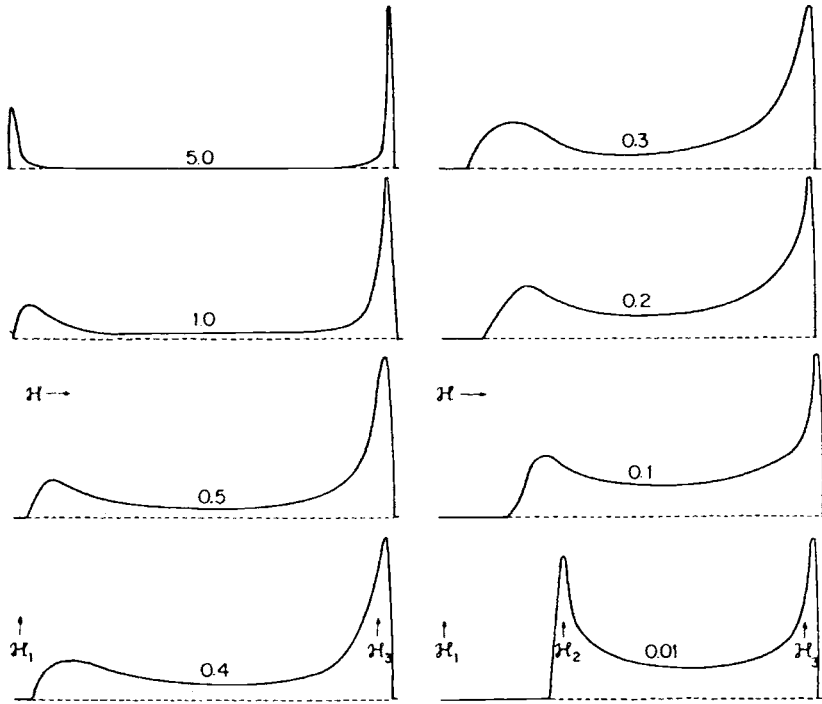 5.0
0.3
1.0
0.2
ℋ →
ℋ →
0.5
0.1
ℋ₁ ↑
0.4
ℋ₃ ↑
ℋ₁ ↑
ℋ₂ ↑
0.01
ℋ₃ ↑